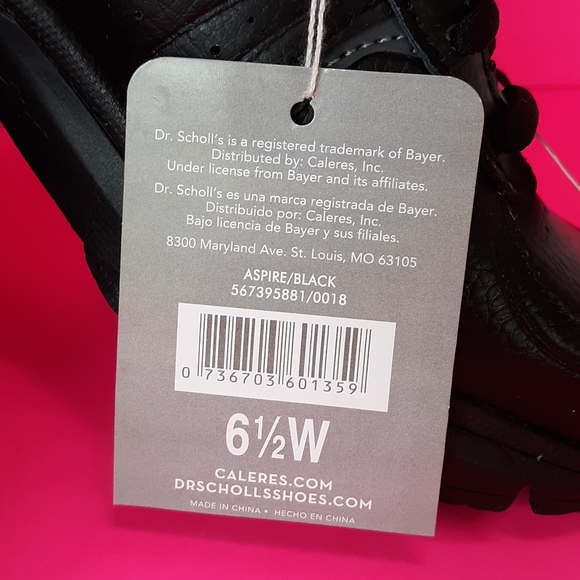 Dr. Scholl's is a registered trademark of Bayer.
Distributed by: Caleres, Inc.
Under license from Bayer and its affiliates.
Dr. Scholl's es una marca registrada de Bayer.
Distribuido por: Caleres, Inc.
Bajo licencia de Bayer y sus filiales.
8300 Maryland Ave. St. Louis, MO 63105
ASPIRE/BLACK
567395881/0018
0 736703 601359
6½W
CALERES.COM
DRSCHOLLSSHOES.COM
MADE IN CHINA • HECHO EN CHINA